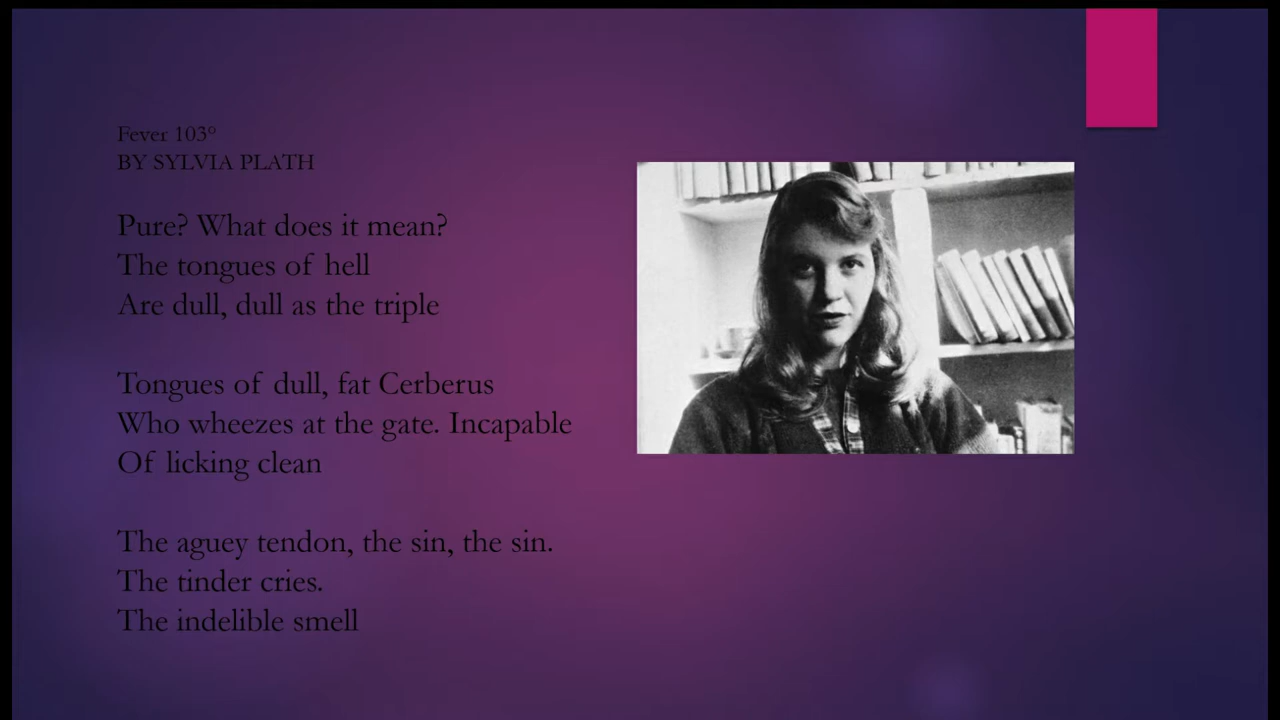 Fever 103°
BY SYLVIA PLATH
Pure? What does it mean?
The tongues of hell
Are dull, dull as the triple
Tongues of dull, fat Cerberus
Who wheezes at the gate. Incapable
Of licking clean
The aguey tendon, the sin, the sin.
The tinder cries.
The indelible smell